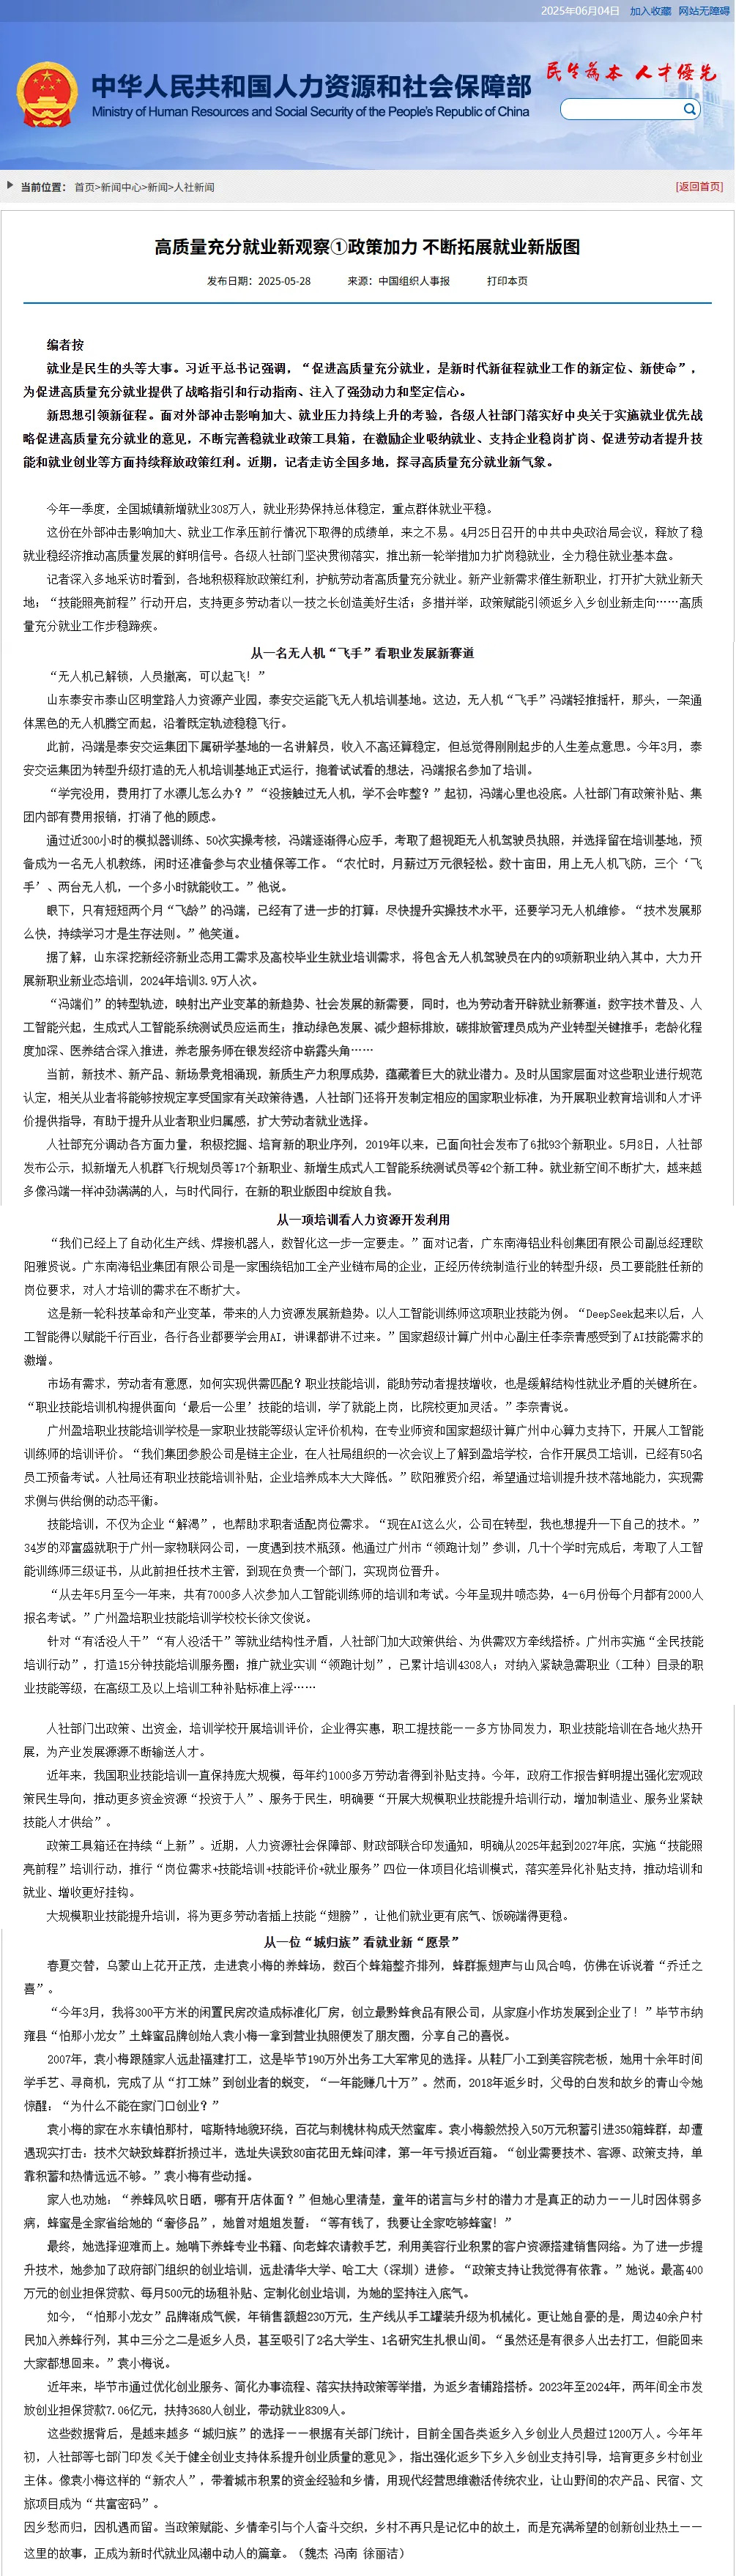 2025年06月04日 加入收藏 网站无障碍
民生为本 人才优先
中华人民共和国人力资源和社会保障部
Ministry of Human Resources and Social Security of the People's Republic of China
当前位置： 首页>新闻中心>新闻>人社新闻 [返回首页]
高质量充分就业新观察①政策加力 不断拓展就业新版图
发布日期：2025-05-28 来源：中国组织人事报 打印本页
编者按
就业是民生的头等大事。习近平总书记强调，“促进高质量充分就业，是新时代新征程就业工作的新定位、新使命”，
为促进高质量充分就业提供了战略指引和行动指南、注入了强劲动力和坚定信心。
新思想引领新征程。面对外部冲击影响加大、就业压力持续上升的考验，各级人社部门落实好中央关于实施就业优先战
略促进高质量充分就业的意见，不断完善稳就业政策工具箱，在激励企业吸纳就业、支持企业稳岗扩岗、促进劳动者提升技
能和就业创业等方面持续释放政策红利。近期，记者走访全国多地，探寻高质量充分就业新气象。
今年一季度，全国城镇新增就业308万人，就业形势保持总体稳定，重点群体就业平稳。
这份在外部冲击影响加大、就业工作承压前行情况下取得的成绩单，来之不易。4月25日召开的中共中央政治局会议，释放了稳
就业稳经济推动高质量发展的鲜明信号。各级人社部门坚决贯彻落实，推出新一轮举措加力扩岗稳就业，全力稳住就业基本盘。
记者深入多地采访时看到，各地积极释放政策红利，护航劳动者高质量充分就业。新产业新需求催生新职业，打开扩大就业新天
地；“技能照亮前程”行动开启，支持更多劳动者以一技之长创造美好生活；多措并举，政策赋能引领返乡入乡创业新走向……高质
量充分就业工作步稳蹄疾。
从一名无人机“飞手”看职业发展新赛道
“无人机已解锁，人员撤离，可以起飞！”
山东泰安市泰山区明堂路人力资源产业园，泰安交运能飞无人机培训基地。这边，无人机“飞手”冯端轻推摇杆，那头，一架通
体黑色的无人机腾空而起，沿着既定轨迹稳稳飞行。
此前，冯端是泰安交运集团下属研学基地的一名讲解员，收入不高还算稳定，但总觉得刚刚起步的人生差点意思。今年3月，泰
安交运集团为转型升级打造的无人机培训基地正式运行，抱着试试看的想法，冯端报名参加了培训。
“学完没用，费用打了水漂儿怎么办？”“没接触过无人机，学不会咋整？”起初，冯端心里也没底。人社部门有政策补贴、集
团内部有费用报销，打消了他的顾虑。
通过近300小时的模拟器训练、50次实操考核，冯端逐渐得心应手，考取了超视距无人机驾驶员执照，并选择留在培训基地，预
备成为一名无人机教练，闲时还准备参与农业植保等工作。“农忙时，月薪过万元很轻松。数十亩田，用上无人机飞防，三个‘飞
手’、两台无人机，一个多小时就能收工。”他说。
眼下，只有短短两个月“飞龄”的冯端，已经有了进一步的打算：尽快提升实操技术水平，还要学习无人机维修。“技术发展那
么快，持续学习才是生存法则。”他笑道。
据了解，山东深挖新经济新业态用工需求及高校毕业生就业培训需求，将包含无人机驾驶员在内的9项新职业纳入其中，大力开
展新职业新业态培训，2024年培训3.9万人次。
“冯端们”的转型轨迹，映射出产业变革的新趋势、社会发展的新需要，同时，也为劳动者开辟就业新赛道：数字技术普及、人
工智能兴起，生成式人工智能系统测试员应运而生；推动绿色发展、减少超标排放，碳排放管理员成为产业转型关键推手；老龄化程
度加深、医养结合深入推进，养老服务师在银发经济中崭露头角……
当前，新技术、新产品、新场景竞相涌现，新质生产力积厚成势，蕴藏着巨大的就业潜力。及时从国家层面对这些职业进行规范
认定，相关从业者将能够按规定享受国家有关政策待遇，人社部门还将开发制定相应的国家职业标准，为开展职业教育培训和人才评
价提供指导，有助于提升从业者职业归属感，扩大劳动者就业选择。
人社部充分调动各方面力量，积极挖掘、培育新的职业序列，2019年以来，已面向社会发布了6批93个新职业。5月8日，人社部
发布公示，拟新增无人机群飞行规划员等17个新职业、新增生成式人工智能系统测试员等42个新工种。就业新空间不断扩大，越来越
多像冯端一样冲劲满满的人，与时代同行，在新的职业版图中绽放自我。
从一项培训看人力资源开发利用
“我们已经上了自动化生产线、焊接机器人，数智化这一步一定要走。”面对记者，广东南海铝业科创集团有限公司副总经理欧
阳雅贤说。广东南海铝业集团有限公司是一家围绕铝加工全产业链布局的企业，正经历传统制造行业的转型升级；员工要能胜任新的
岗位要求，对人才培训的需求在不断扩大。
这是新一轮科技革命和产业变革，带来的人力资源发展新趋势。以人工智能训练师这项职业技能为例。“DeepSeek起来以后，人
工智能得以赋能千行百业，各行各业都要学会用AI，讲课都讲不过来。”国家超级计算广州中心副主任李奈青感受到了AI技能需求的
激增。
市场有需求，劳动者有意愿，如何实现供需匹配？职业技能培训，能助劳动者提技增收，也是缓解结构性就业矛盾的关键所在。
“职业技能培训机构提供面向‘最后一公里’技能的培训，学了就能上岗，比院校更加灵活。”李奈青说。
广州盈培职业技能培训学校是一家职业技能等级认定评价机构，在专业师资和国家超级计算广州中心算力支持下，开展人工智能
训练师的培训评价。“我们集团参股公司是链主企业，在人社局组织的一次会议上了解到盈培学校，合作开展员工培训，已经有50名
员工预备考试。人社局还有职业技能培训补贴，企业培养成本大大降低。”欧阳雅贤介绍，希望通过培训提升技术落地能力，实现需
求侧与供给侧的动态平衡。
技能培训，不仅为企业“解渴”，也帮助求职者适配岗位需求。“现在AI这么火，公司在转型，我也想提升一下自己的技术。”
34岁的邓富盛就职于广州一家物联网公司，一度遇到技术瓶颈。他通过广州市“领跑计划”参训，几十个学时完成后，考取了人工智
能训练师三级证书，从此前担任技术主管，到现在负责一个部门，实现岗位晋升。
“从去年5月至今一年来，共有7000多人次参加人工智能训练师的培训和考试。今年呈现井喷态势，4—6月份每个月都有2000人
报名考试。”广州盈培职业技能培训学校校长徐文俊说。
针对“有活没人干”“有人没活干”等就业结构性矛盾，人社部门加大政策供给、为供需双方牵线搭桥。广州市实施“全民技能
培训行动”，打造15分钟技能培训服务圈；推广就业实训“领跑计划”，已累计培训4308人；对纳入紧缺急需职业（工种）目录的职
业技能等级，在高级工及以上培训工种补贴标准上浮……
人社部门出政策、出资金，培训学校开展培训评价，企业得实惠，职工提技能——多方协同发力，职业技能培训在各地火热开
展，为产业发展源源不断输送人才。
近年来，我国职业技能培训一直保持庞大规模，每年约1000多万劳动者得到补贴支持。今年，政府工作报告鲜明提出强化宏观政
策民生导向，推动更多资金资源“投资于人”、服务于民生，明确要“开展大规模职业技能提升培训行动，增加制造业、服务业紧缺
技能人才供给”。
政策工具箱还在持续“上新”。近期，人力资源社会保障部、财政部联合印发通知，明确从2025年起到2027年底，实施“技能照
亮前程”培训行动，推行“岗位需求+技能培训+技能评价+就业服务”四位一体项目化培训模式，落实差异化补贴支持，推动培训和
就业、增收更好挂钩。
大规模职业技能提升培训，将为更多劳动者插上技能“翅膀”，让他们就业更有底气、饭碗端得更稳。
从一位“城归族”看就业新“愿景”
春夏交替，乌蒙山上花开正茂，走进袁小梅的养蜂场，数百个蜂箱整齐排列，蜂群振翅声与山风合鸣，仿佛在诉说着“乔迁之
喜”。
“今年3月，我将300平方米的闲置民房改造成标准化厂房，创立最黔蜂食品有限公司，从家庭小作坊发展到企业了！”毕节市纳
雍县“怕那小龙女”土蜂蜜品牌创始人袁小梅一拿到营业执照便发了朋友圈，分享自己的喜悦。
2007年，袁小梅跟随家人远赴福建打工，这是毕节190万外出务工大军常见的选择。从鞋厂小工到美容院老板，她用十余年时间
学手艺、寻商机，完成了从“打工妹”到创业者的蜕变，“一年能赚几十万”。然而，2018年返乡时，父母的白发和故乡的青山令她
惊醒：“为什么不能在家门口创业？”
袁小梅的家在水东镇怕那村，喀斯特地貌环绕，百花与刺槐林构成天然蜜库。袁小梅毅然投入50万元积蓄引进350箱蜂群，却遭
遇现实打击：技术欠缺致蜂群折损过半，选址失误致80亩花田无蜂问津，第一年亏损近百箱。“创业需要技术、客源、政策支持，单
靠积蓄和热情远远不够。”袁小梅有些动摇。
家人也劝她：“养蜂风吹日晒，哪有开店体面？”但她心里清楚，童年的诺言与乡村的潜力才是真正的动力——儿时因体弱多
病，蜂蜜是全家省给她的“奢侈品”，她曾对姐姐发誓：“等有钱了，我要让全家吃够蜂蜜！”
最终，她选择迎难而上。她啃下养蜂专业书籍、向老蜂农请教手艺，利用美容行业积累的客户资源搭建销售网络。为了进一步提
升技术，她参加了政府部门组织的创业培训，远赴清华大学、哈工大（深圳）进修。“政策支持让我觉得有依靠。”她说。最高400
万元的创业担保贷款、每月500元的场租补贴、定制化创业培训，为她的坚持注入底气。
如今，“怕那小龙女”品牌渐成气候，年销售额超230万元，生产线从手工罐装升级为机械化。更让她自豪的是，周边40余户村
民加入养蜂行列，其中三分之二是返乡人员，甚至吸引了2名大学生、1名研究生扎根山间。“虽然还是有很多人出去打工，但能回来
大家都想回来。”袁小梅说。
近年来，毕节市通过优化创业服务、简化办事流程、落实扶持政策等举措，为返乡者铺路搭桥。2023年至2024年，两年间全市发
放创业担保贷款7.06亿元，扶持3680人创业，带动就业8309人。
这些数据背后，是越来越多“城归族”的选择——根据有关部门统计，目前全国各类返乡入乡创业人员超过1200万人。今年年
初，人社部等七部门印发《关于健全创业支持体系提升创业质量的意见》，指出强化返乡下乡入乡创业支持引导，培育更多乡村创业
主体。像袁小梅这样的“新农人”，带着城市积累的资金经验和乡情，用现代经营思维激活传统农业，让山野间的农产品、民宿、文
旅项目成为“共富密码”。
因乡愁而归，因机遇而留。当政策赋能、乡情牵引与个人奋斗交织，乡村不再只是记忆中的故土，而是充满希望的创新创业热土——
这里的故事，正成为新时代就业风潮中动人的篇章。（魏杰 冯南 徐丽洁）